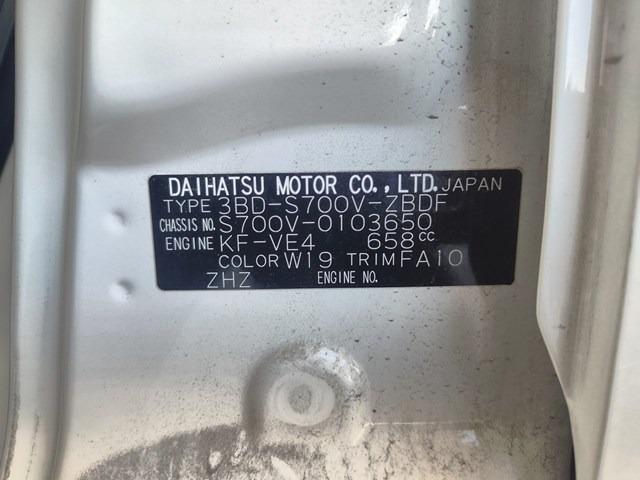 DAIHATSU MOTOR CO., LTD. JAPAN
TYPE 3BD-S700V-ZBDF
CHASSIS NO. S700V-0103650
ENGINE KF-VE4 658cc
COLOR W19 TRIM FA10
ZHZ ENGINE NO.